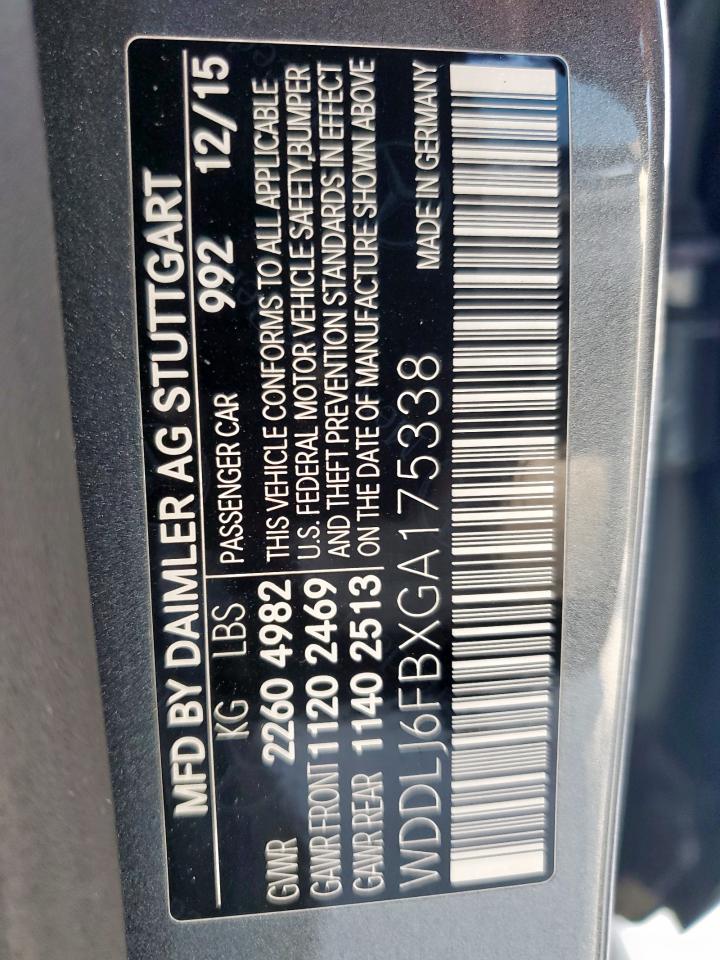 MFD BY DAIMLER AG STUTTGART
KG LBS PASSENGER CAR 992 12/15
GVWR 2260 4982
GAWR FRONT 1120 2469
GAWR REAR 1140 2513
THIS VEHICLE CONFORMS TO ALL APPLICABLE
U.S. FEDERAL MOTOR VEHICLE SAFETY,BUMPER
AND THEFT PREVENTION STANDARDS IN EFFECT
ON THE DATE OF MANUFACTURE SHOWN ABOVE
WDDLJ6FBXGA175338 MADE IN GERMANY